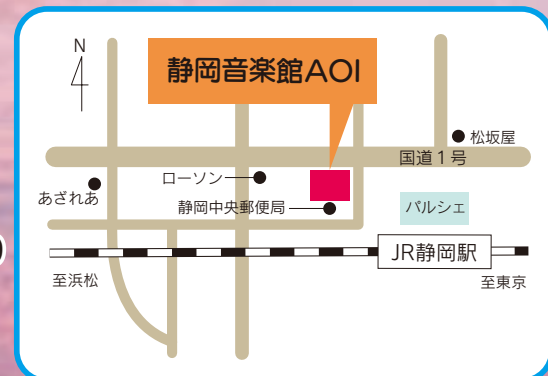 N
静岡音楽館AOI
松坂屋
国道1号
ローソン
あざれあ
静岡中央郵便局
パルシェ
JR静岡駅
至浜松
至東京